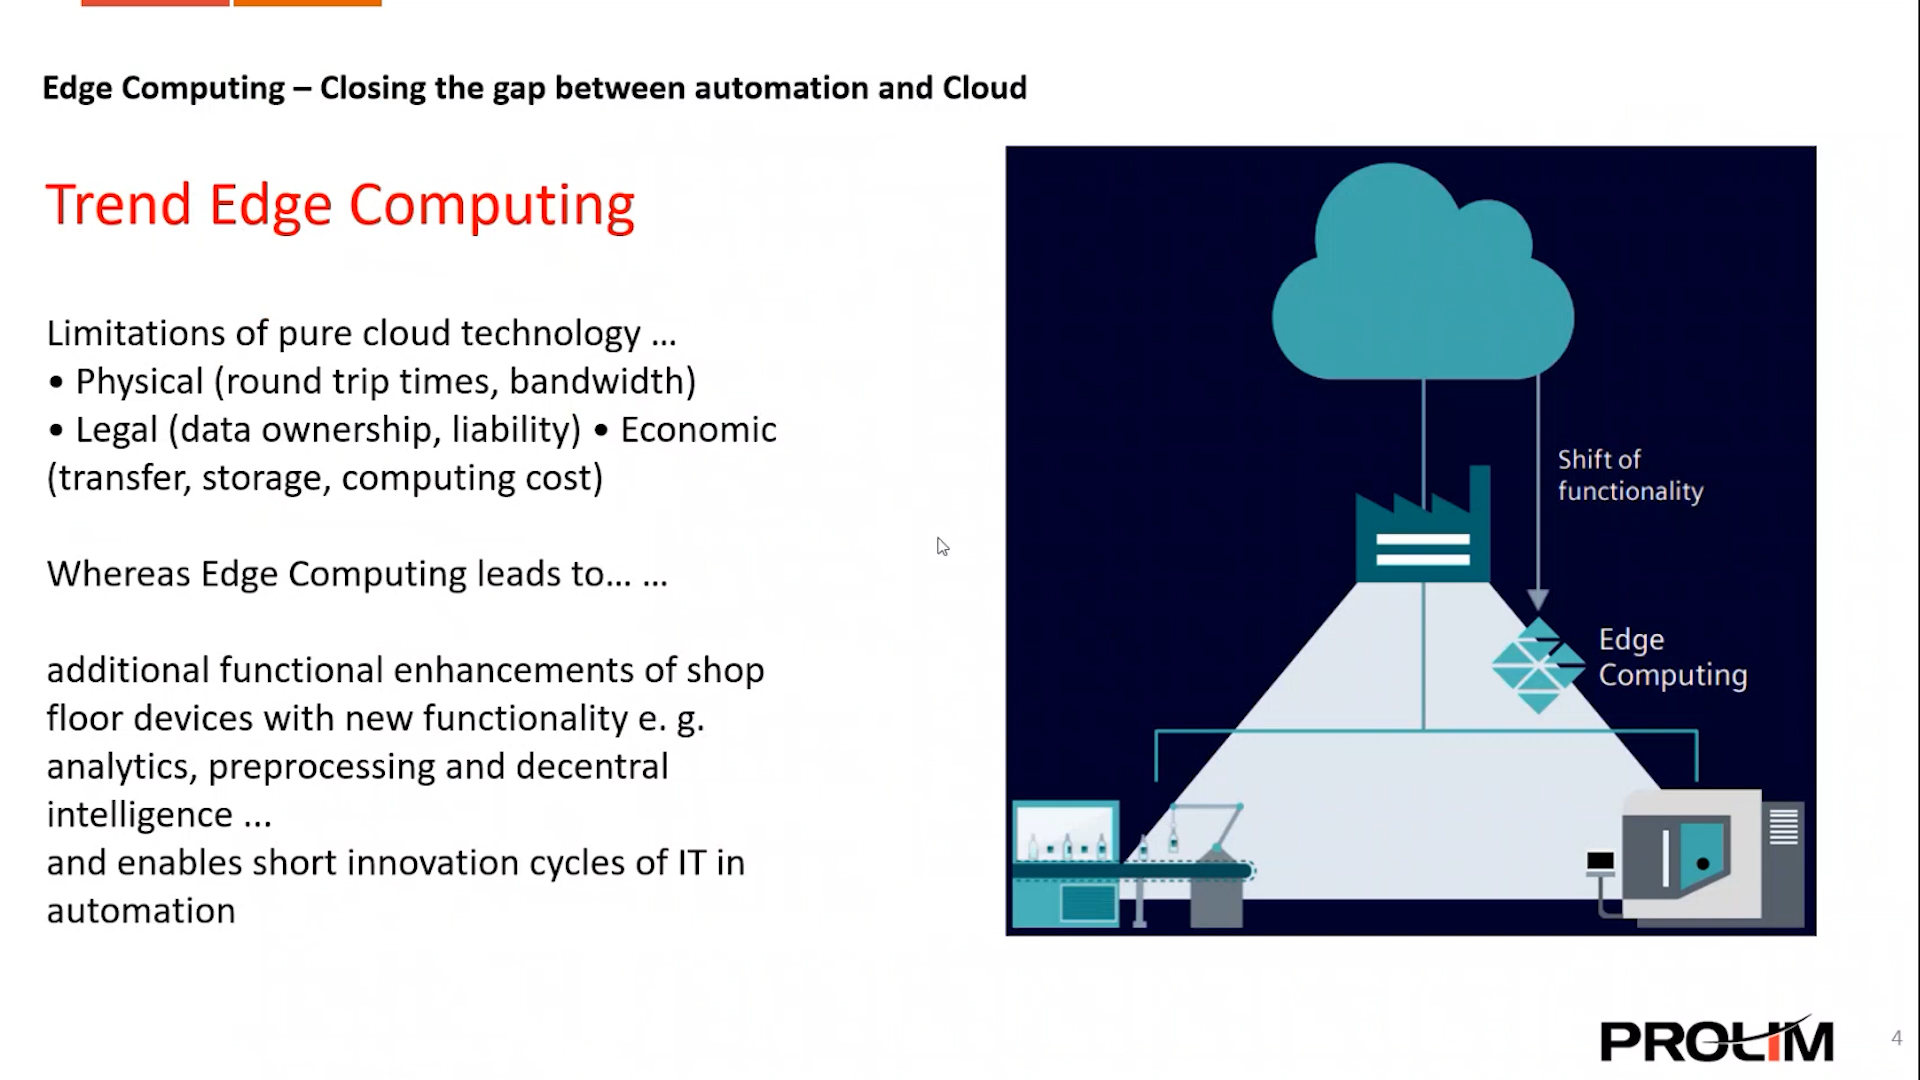 Edge Computing – Closing the gap between automation and Cloud
Trend Edge Computing
Limitations of pure cloud technology ...
• Physical (round trip times, bandwidth)
• Legal (data ownership, liability) • Economic
(transfer, storage, computing cost)
Whereas Edge Computing leads to... ...
additional functional enhancements of shop
floor devices with new functionality e. g.
analytics, preprocessing and decentral
intelligence ...
and enables short innovation cycles of IT in
automation
Shift of
functionality
Edge
Computing
PROLIM
4